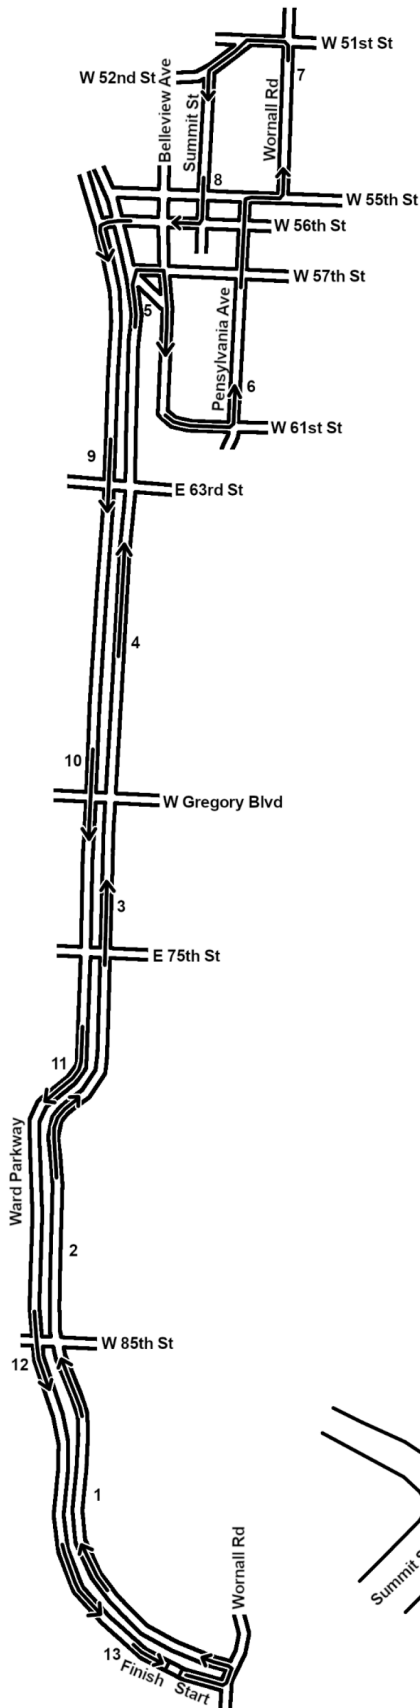 W 51st St
W 52nd St
7
Belleview Ave
Summit St
Wornall Rd
8
W 55th St
W 56th St
W 57th St
5
Pensylvania Ave
6
W 61st St
9
E 63rd St
4
10
W Gregory Blvd
3
E 75th St
11
Ward Parkway
2
W 85th St
12
1
Wornall Rd
13
Finish
Start